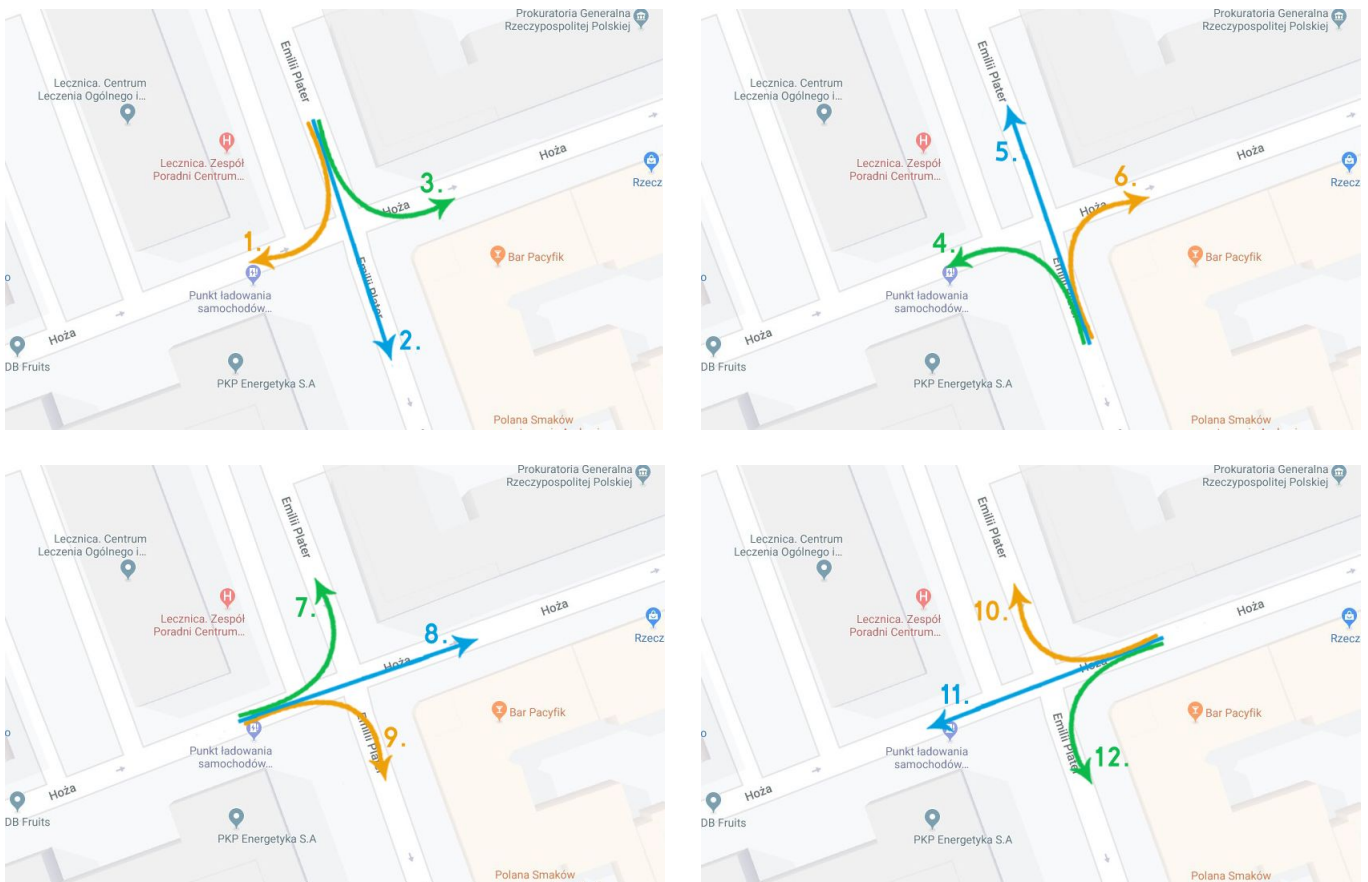 Prokuratoria Generalna
Rzeczypospolitej Polskiej
Emilii Plater
Lecznica. Centrum
Leczenia Ogólnego i...
H
Lecznica. Zespół
Poradni Centrum...
Hoża
Rzecz
3.
Hoża
1.
Bar Pacyfik
Emilii Plater
Punkt ładowania
samochodów...
2.
Hoża
DB Fruits
PKP Energetyka S.A
Polana Smaków
Prokuratoria Generalna
Rzeczypospolitej Polskiej
Emilii Plater
Lecznica. Centrum
Leczenia Ogólnego i...
5.
H
Lecznica. Zespół
Poradni Centrum...
Hoża
Rzecz
6.
Hoża
4.
Bar Pacyfik
Emilii Plater
Punkt ładowania
samochodów...
Hoża
DB Fruits
PKP Energetyka S.A
Polana Smaków
Prokuratoria Generalna
Rzeczypospolitej Polskiej
Emilii Plater
Lecznica. Centrum
Leczenia Ogólnego i...
H
7.
Lecznica. Zespół
Poradni Centrum...
Hoża
Rzecz
8.
Hoża
Bar Pacyfik
Emilii Plater
9.
Punkt ładowania
samochodów...
Hoża
DB Fruits
PKP Energetyka S.A
Polana Smaków
Prokuratoria Generalna
Rzeczypospolitej Polskiej
Emilii Plater
Lecznica. Centrum
Leczenia Ogólnego i...
H
10.
Lecznica. Zespół
Poradni Centrum...
Hoża
Rzecz
Hoża
11.
Bar Pacyfik
Emilii Plater
12.
Punkt ładowania
samochodów...
Hoża
DB Fruits
PKP Energetyka S.A
Polana Smaków